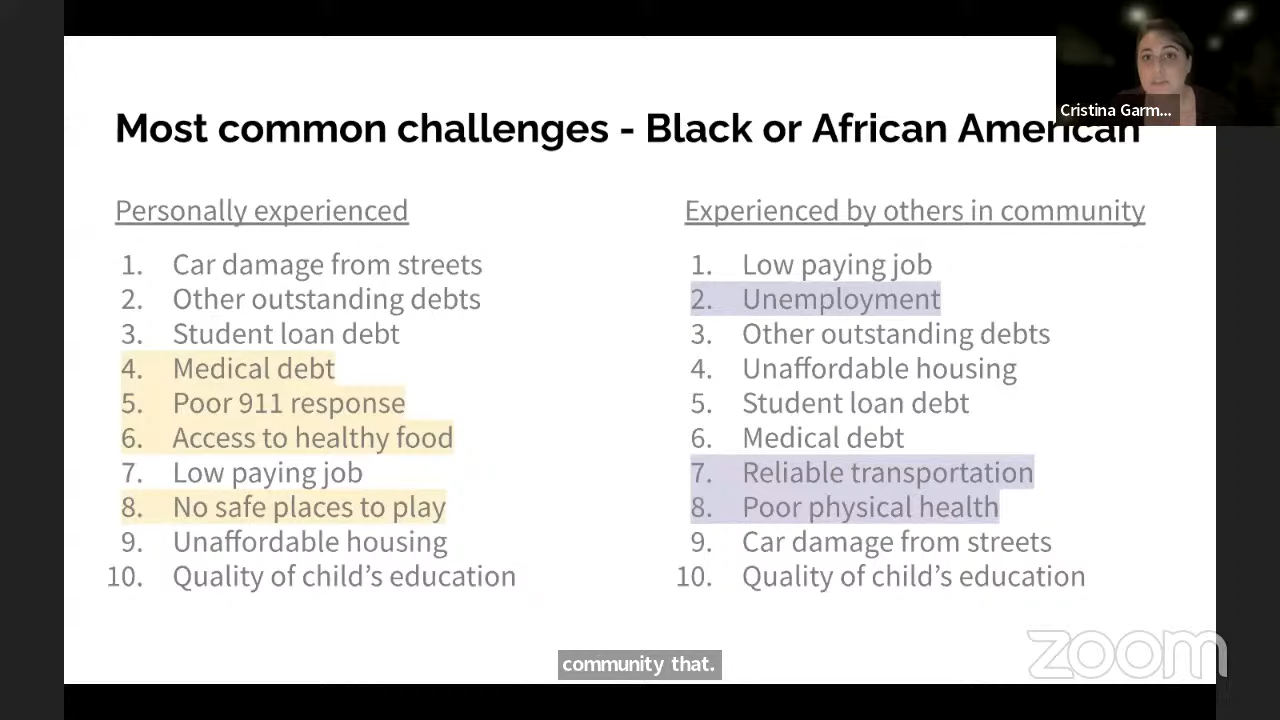 Cristina Garm...
Most common challenges - Black or African American
Personally experienced
1. Car damage from streets
2. Other outstanding debts
3. Student loan debt
4. Medical debt
5. Poor 911 response
6. Access to healthy food
7. Low paying job
8. No safe places to play
9. Unaffordable housing
10. Quality of child’s education
Experienced by others in community
1. Low paying job
2. Unemployment
3. Other outstanding debts
4. Unaffordable housing
5. Student loan debt
6. Medical debt
7. Reliable transportation
8. Poor physical health
9. Car damage from streets
10. Quality of child’s education
community that.
zoom